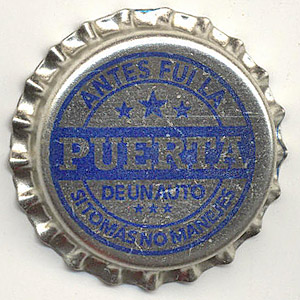 ANTES FUI LA
PUERTA
DE UN AUTO
SI TOMAS NO MANEJES